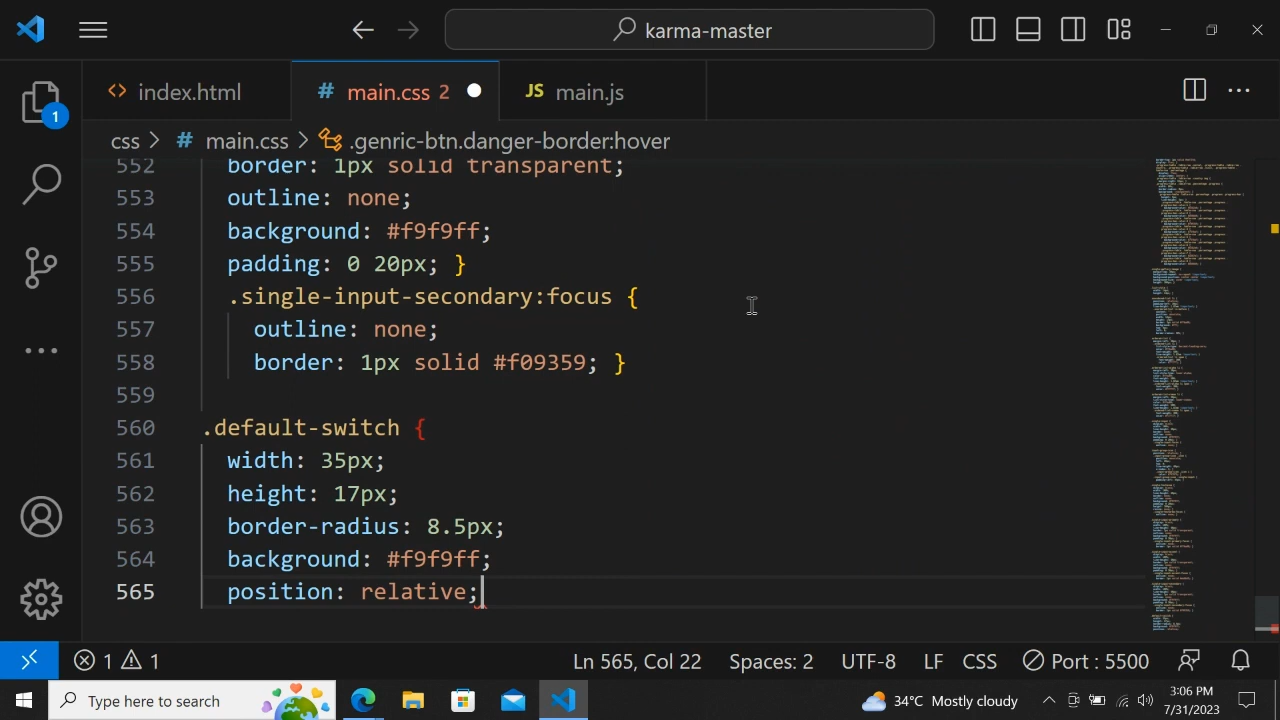 karma-master
index.html
# main.css 2
JS main.js
css > # main.css > .genric-btn.danger-border:hover
552 border: 1px solid transparent;
553 outline: none;
554 background: #f9f9ff;
555 padding: 0 20px; }
556 .single-input-secondary:focus {
557 outline: none;
558 border: 1px solid #f09359; }
559
560 .default-switch {
561 width: 35px;
562 height: 17px;
563 border-radius: 8.5px;
564 background: #f9f9ff;
565 position: relative;
1
1 1
Ln 565, Col 22
Spaces: 2
UTF-8
LF
CSS
Port : 5500
Type here to search
34°C Mostly cloudy
3:06 PM
7/31/2023